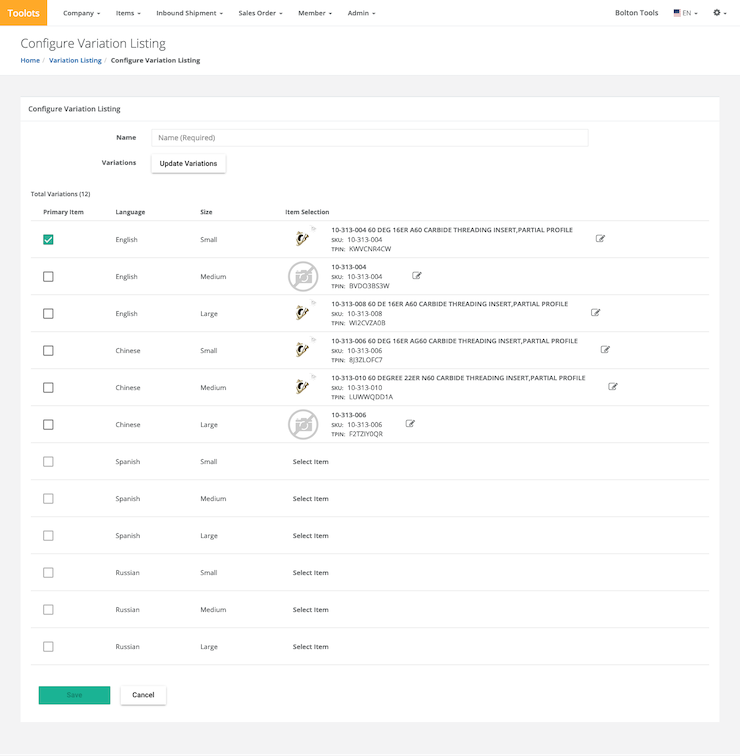 Toolots
Company Items Inbound Shipment Sales Order Member Admin Bolton Tools EN
Configure Variation Listing
Home / Variation Listing / Configure Variation Listing
Configure Variation Listing
Name Name (Required)
Variations Update Variations
Total Variations (12)
Primary Item Language Size Item Selection
10-313-004 60 DEG 16ER A60 CARBIDE THREADING INSERT,PARTIAL PROFILE
English Small SKU: 10-313-004
TPIN: KWVCNR4CW
10-313-004
English Medium SKU: 10-313-004
TPIN: BVDO3BS3W
10-313-008 60 DE 16ER A60 CARBIDE THREADING INSERT,PARTIAL PROFILE
English Large SKU: 10-313-008
TPIN: WI2CVZA0B
10-313-006 60 DEG 16ER AG60 CARBIDE THREADING INSERT,PARTIAL PROFILE
Chinese Small SKU: 10-313-006
TPIN: 8J3ZLOFC7
10-313-010 60 DEGREE 22ER N60 CARBIDE THREADING INSERT,PARTIAL PROFILE
Chinese Medium SKU: 10-313-010
TPIN: LUWWQDD1A
10-313-006
Chinese Large SKU: 10-313-006
TPIN: F2TZIY0QR
Spanish Small Select Item
Spanish Medium Select Item
Spanish Large Select Item
Russian Small Select Item
Russian Medium Select Item
Russian Large Select Item
Save Cancel